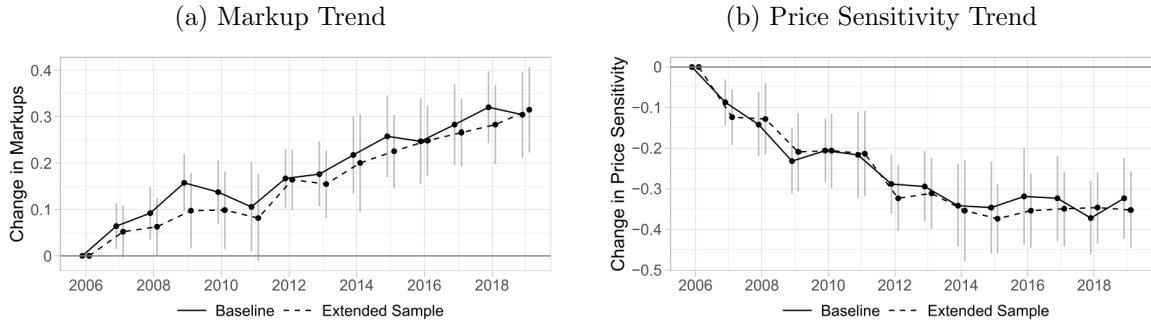 (a) Markup Trend
Change in Markups
0.4
0.3
0.2
0.1
0
2006 2008 2010 2012 2014 2016 2018
Baseline Extended Sample
(b) Price Sensitivity Trend
Change in Price Sensitivity
0
−0.1
−0.2
−0.3
−0.4
−0.5
2006 2008 2010 2012 2014 2016 2018
Baseline Extended Sample